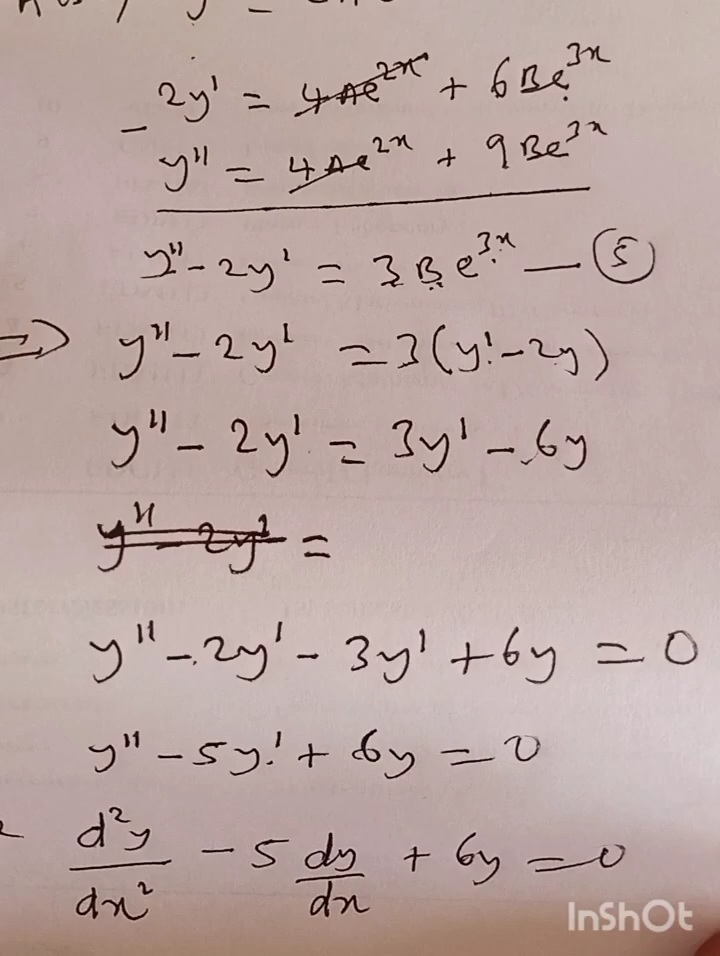 2y' = 4Ae^2x + 6Be^3x
− y'' = 4Ae^2x + 9Be^3x
y'' − 2y' = 3Be^3x — ⑤
⇒ y'' − 2y' = 3(y' − 2y)
y'' − 2y' = 3y' − 6y
y'' − 2y' =
y'' − 2y' − 3y' + 6y = 0
y'' − 5y' + 6y = 0
d²y/dx² − 5 dy/dx + 6y = 0
InShOt